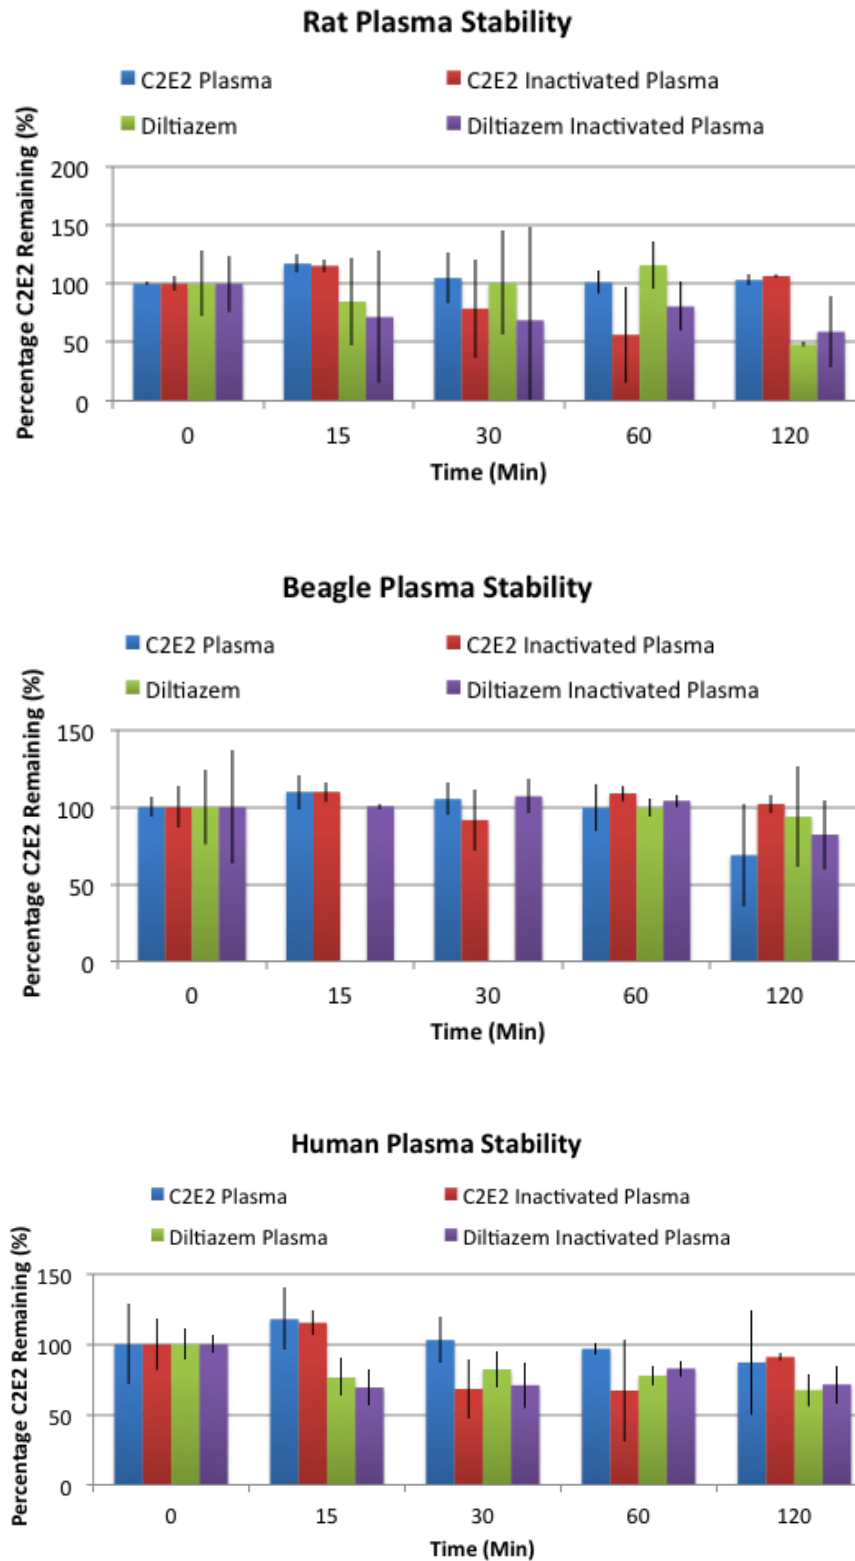 Rat Plasma Stability
C2E2 Plasma
C2E2 Inactivated Plasma
Diltiazem
Diltiazem Inactivated Plasma
Percentage C2E2 Remaining (%)
200
150
100
50
0
0 15 30 60 120
Time (Min)
Beagle Plasma Stability
C2E2 Plasma
C2E2 Inactivated Plasma
Diltiazem
Diltiazem Inactivated Plasma
Percentage C2E2 Remaining (%)
150
100
50
0
0 15 30 60 120
Time (Min)
Human Plasma Stability
C2E2 Plasma
C2E2 Inactivated Plasma
Diltiazem Plasma
Diltiazem Inactivated Plasma
Percentage C2E2 Remaining (%)
150
100
50
0
0 15 30 60 120
Time (Min)